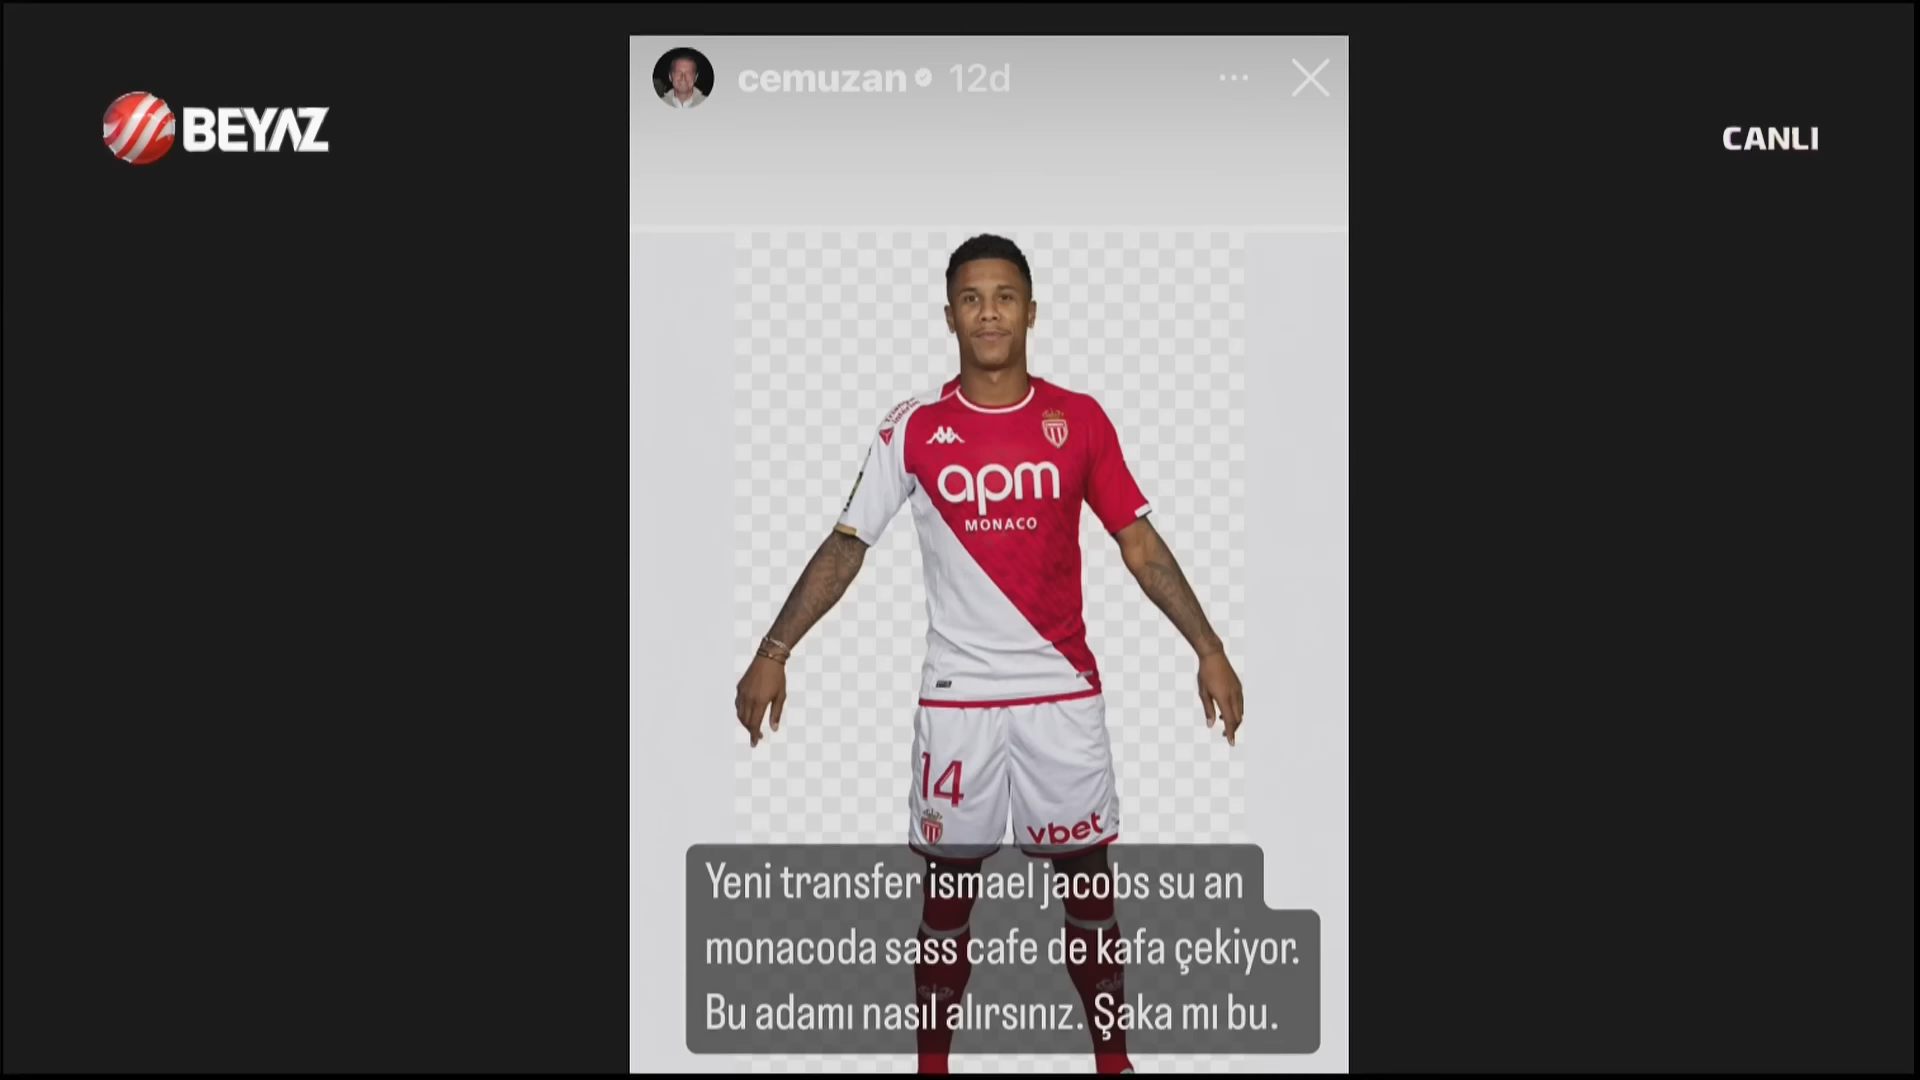 cemuzan 12d
BEYAZ
CANLI
apm
MONACO
14
vbet
Yeni transfer ismael jacobs su an
monacoda sass cafe de kafa çekiyor.
Bu adamı nasıl alırsınız. Şaka mı bu.